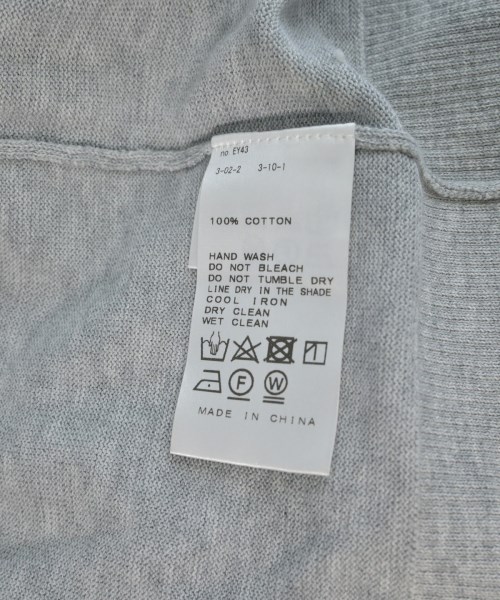 no EY43
3-02-2 3-10-1
100% COTTON
HAND WASH
DO NOT BLEACH
DO NOT TUMBLE DRY
LINE DRY IN THE SHADE
COOL IRON
DRY CLEAN
WET CLEAN
F W
MADE IN CHINA